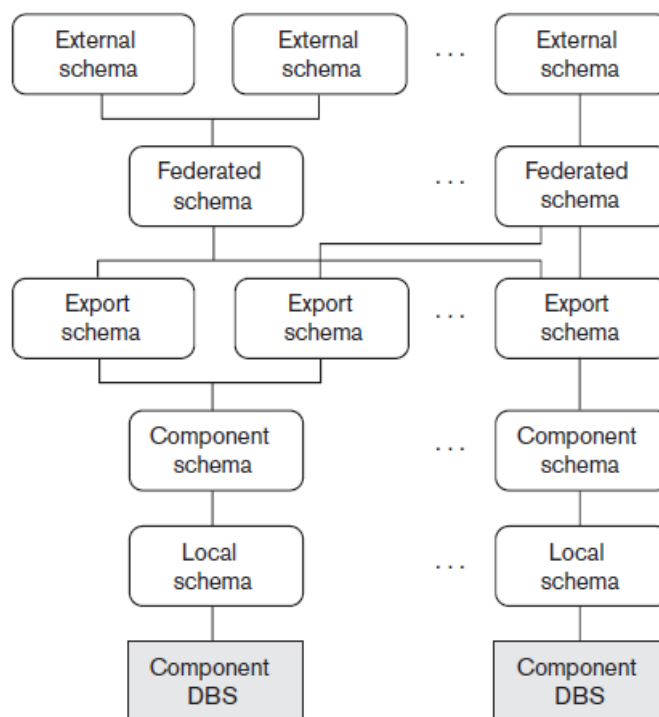 External
schema
External
schema
. . .
External
schema
Federated
schema
. . .
Federated
schema
Export
schema
Export
schema
. . .
Export
schema
Component
schema
. . .
Component
schema
Local
schema
. . .
Local
schema
Component
DBS
Component
DBS